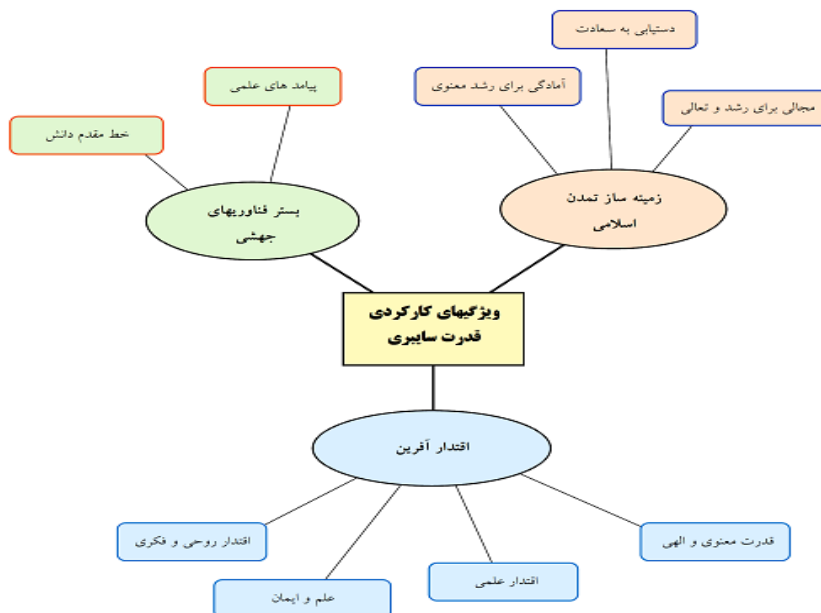 دستیابی به سعادت
پیامد های علمی
آمادگی برای رشد معنوی
مجالی برای رشد و تعالی
خط مقدم دانش
زمینه ساز تمدن
اسلامی
بستر فناوریهای
جهشی
ویژگیهای کارکردی
قدرت سایبری
اقتدار آفرین
قدرت معنوی و الهی
اقتدار روحی و فکری
اقتدار علمی
علم و ایمان